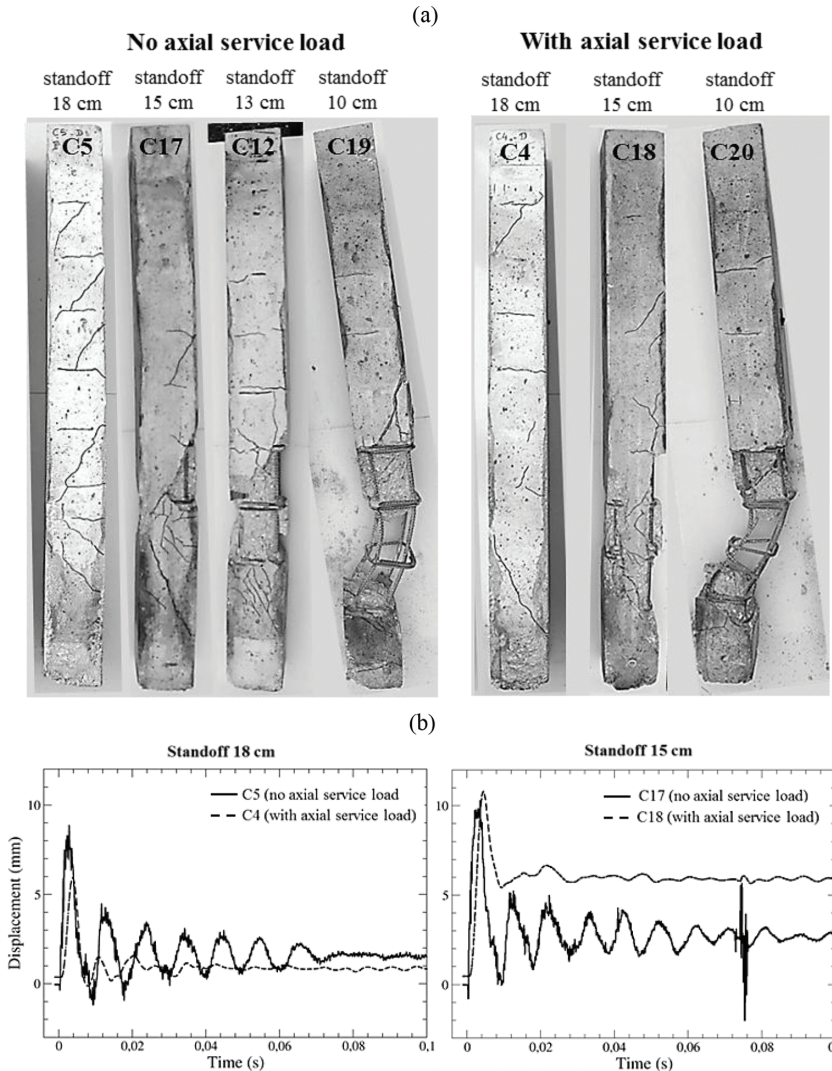 (a)
No axial service load
With axial service load
standoff standoff standoff standoff
18 cm 15 cm 13 cm 10 cm
standoff standoff standoff
18 cm 15 cm 10 cm
C5 C17 C12 C19
C4 C18 C20
(b)
Standoff 18 cm
C5 (no axial service load
C4 (with axial service load)
Displacement (mm)
10
5
0
0 0,02 0,04 0,06 0,08 0,1
Time (s)
Standoff 15 cm
C17 (no axial service load)
C18 (with axial service load)
10
5
0
0 0,02 0,04 0,06 0,08
Time (s)